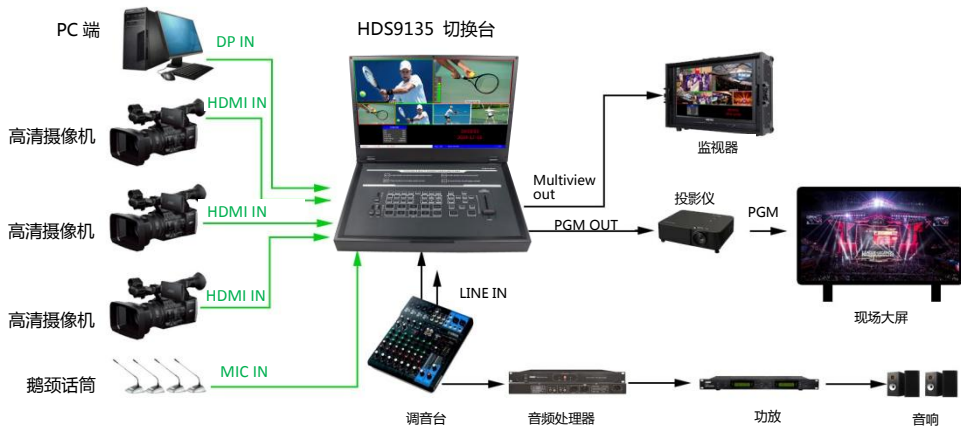 PC 端
HDS9135 切换台
DP IN
HDMI IN
高清摄像机
监视器
Multiview
out
投影仪
PGM
高清摄像机
HDMI IN
PGM OUT
HDMI IN
LINE IN
高清摄像机
现场大屏
鹅颈话筒
MIC IN
调音台
音频处理器
功放
音响